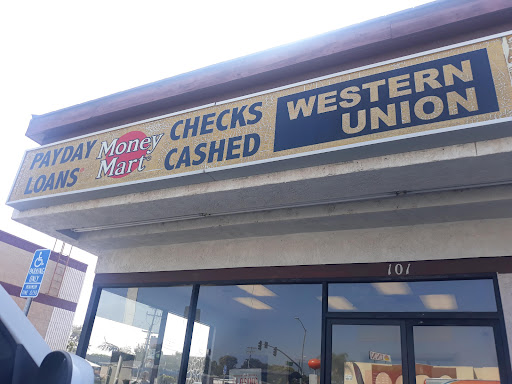 PAYDAY
LOANS
Money
Mart
CHECKS
CASHED
WESTERN
UNION
101
PARKING
ONLY